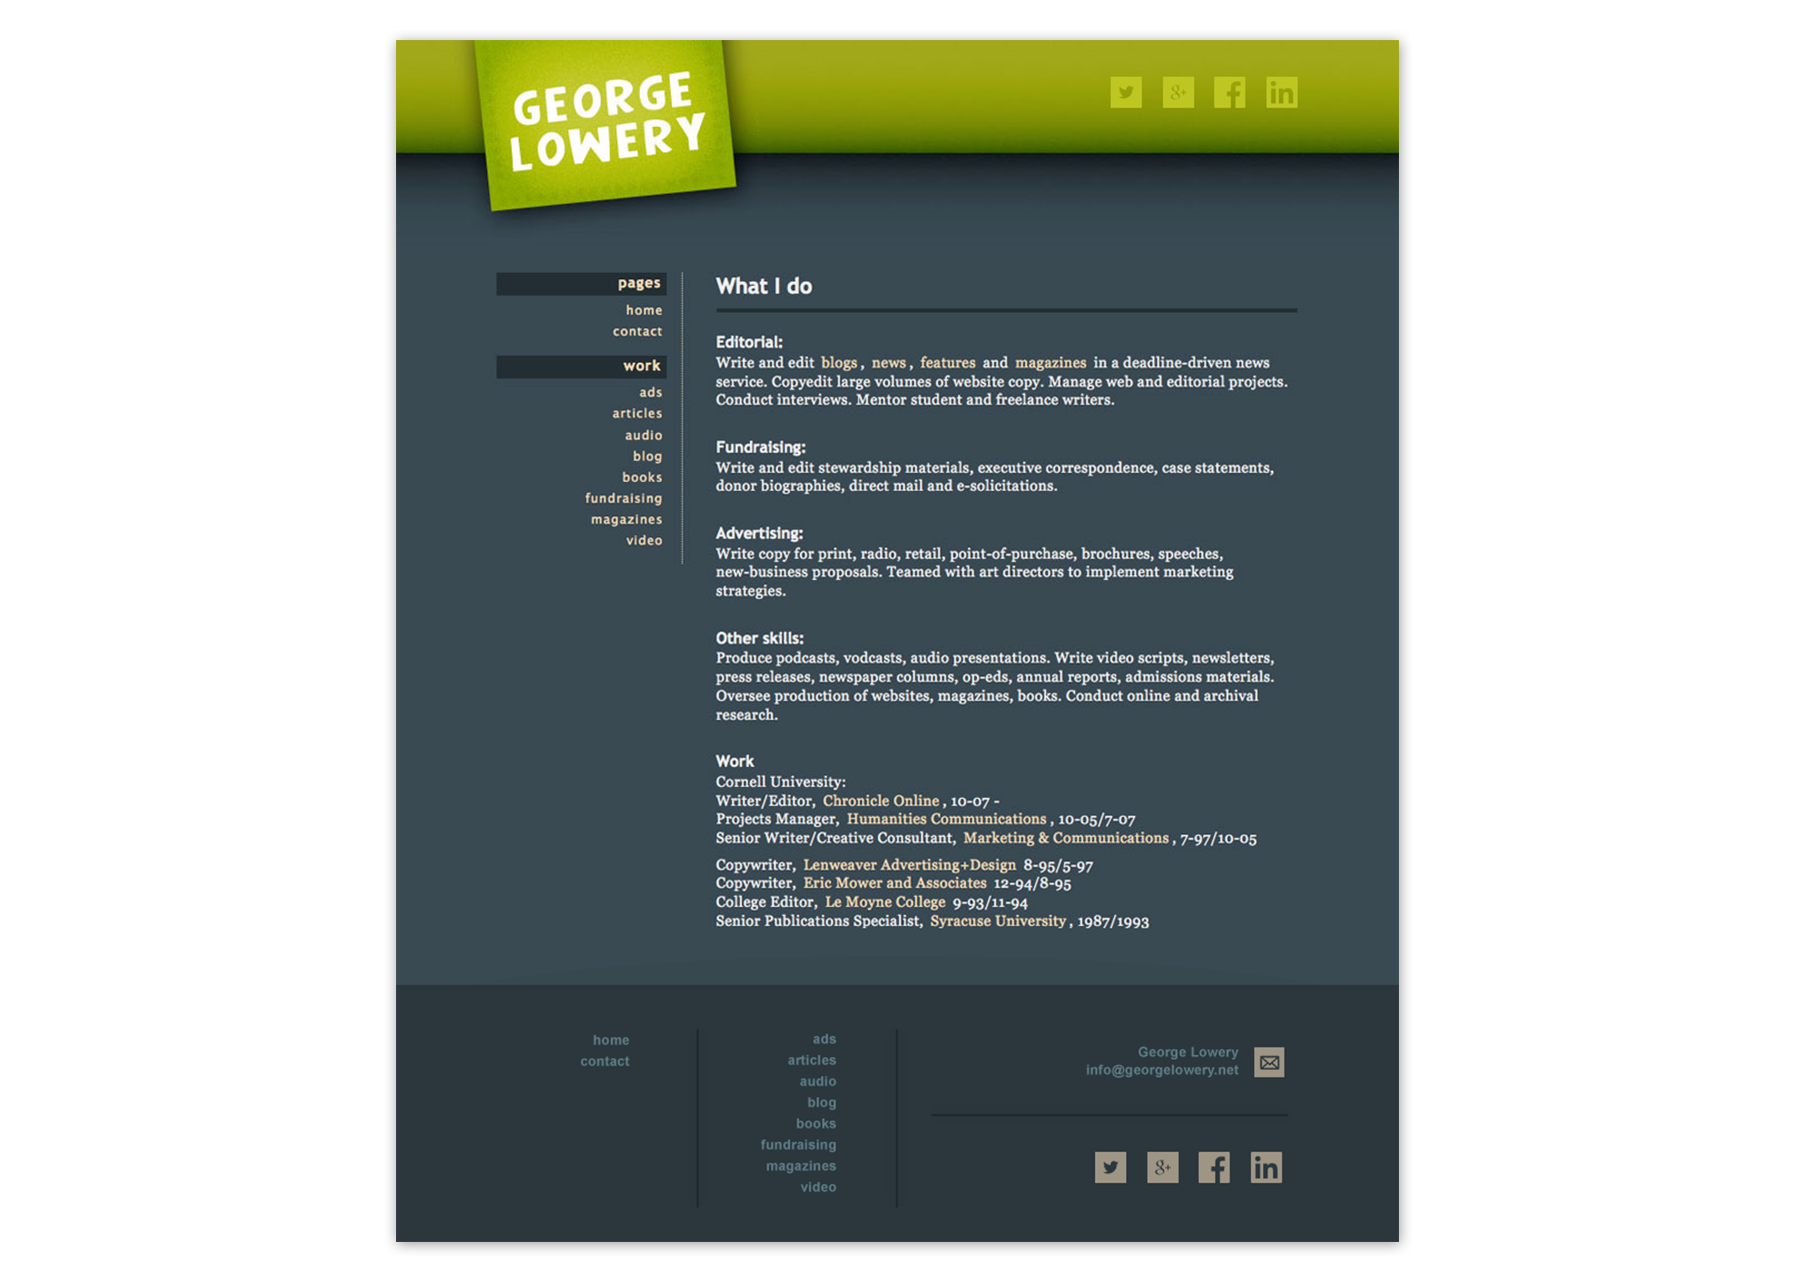 GEORGE
LOWERY
pages
home
contact
work
ads
articles
audio
blog
books
fundraising
magazines
video
What I do
Editorial:
Write and edit blogs, news, features and magazines in a deadline-driven news
service. Copyedit large volumes of website copy. Manage web and editorial projects.
Conduct interviews. Mentor student and freelance writers.
Fundraising:
Write and edit stewardship materials, executive correspondence, case statements,
donor biographies, direct mail and e-solicitations.
Advertising:
Write copy for print, radio, retail, point-of-purchase, brochures, speeches,
new-business proposals. Teamed with art directors to implement marketing
strategies.
Other skills:
Produce podcasts, vodcasts, audio presentations. Write video scripts, newsletters,
press releases, newspaper columns, op-eds, annual reports, admissions materials.
Oversee production of websites, magazines, books. Conduct online and archival
research.
Work
Cornell University:
Writer/Editor, Chronicle Online, 10-07 -
Projects Manager, Humanities Communications, 10-05/7-07
Senior Writer/Creative Consultant, Marketing & Communications, 7-97/10-05
Copywriter, Lenweaver Advertising+Design 8-95/5-97
Copywriter, Eric Mower and Associates 12-94/8-95
College Editor, Le Moyne College 9-93/11-94
Senior Publications Specialist, Syracuse University, 1987/1993
home
contact
ads
articles
audio
blog
books
fundraising
magazines
video
George Lowery
info@georgelowery.net